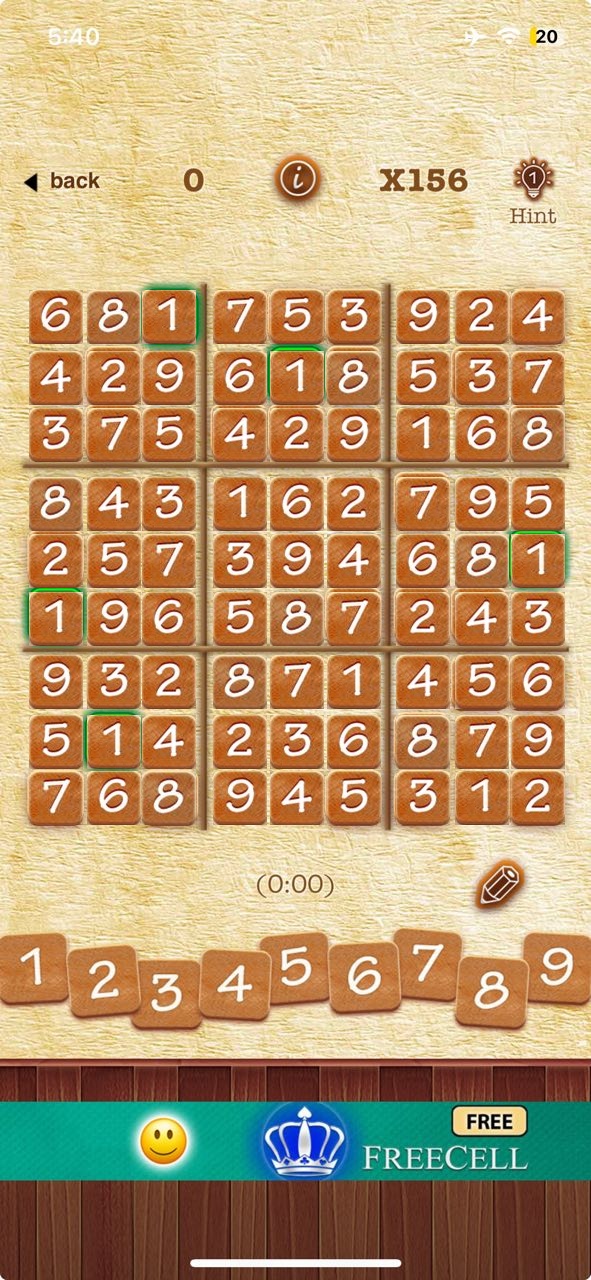 5:40 20
back 0 i X156 1
Hint
6 8 1 7 5 3 9 2 4
4 2 9 6 1 8 5 3 7
3 7 5 4 2 9 1 6 8
8 4 3 1 6 2 7 9 5
2 5 7 3 9 4 6 8 1
1 9 6 5 8 7 2 4 3
9 3 2 8 7 1 4 5 6
5 1 4 2 3 6 8 7 9
7 6 8 9 4 5 3 1 2
(0:00)
1 2 3 4 5 6 7 8 9
FREE
FREECELL